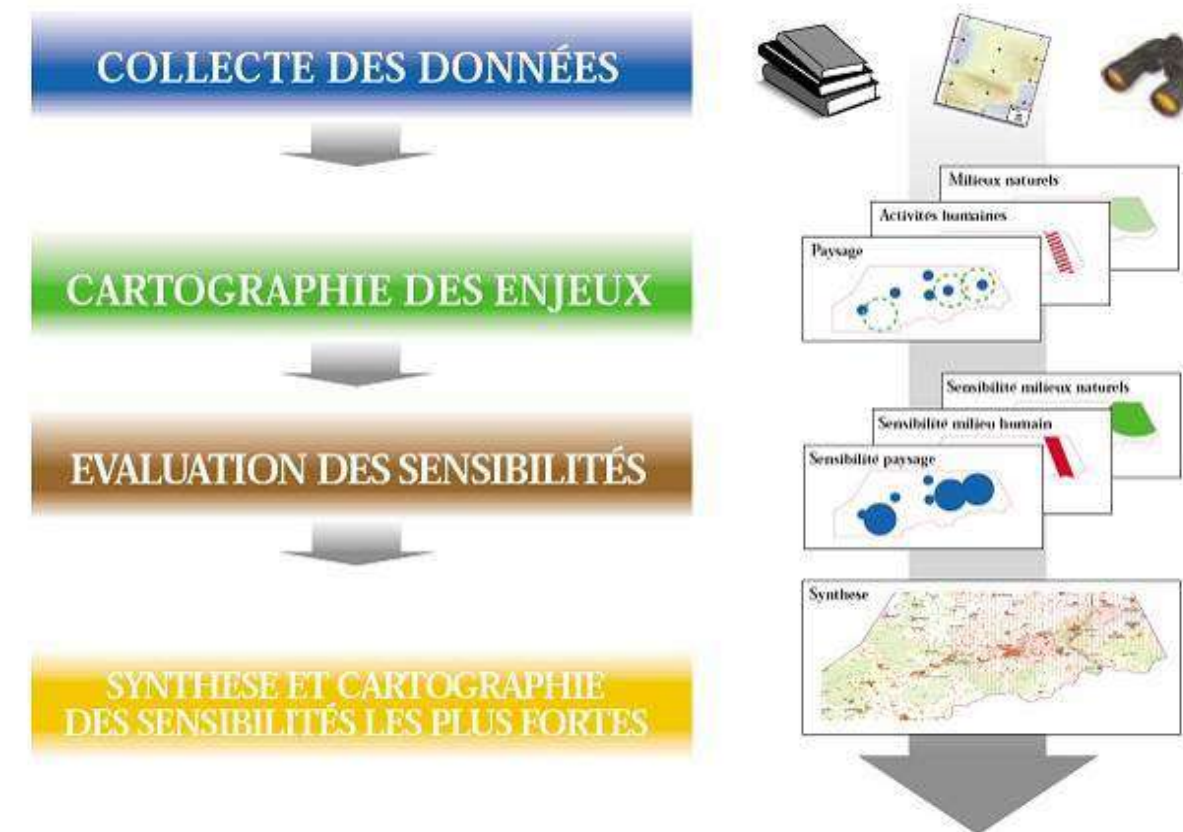 COLLECTE DES DONNÉES
Milieux naturels
Activités humaines
Paysage
CARTOGRAPHIE DES ENJEUX
Sensibilité milieux naturels
Sensibilité milieu humain
Sensibilité paysage
EVALUATION DES SENSIBILITÉS
Synthese
SYNTHESE ET CARTOGRAPHIE
DES SENSIBILITÉS LES PLUS FORTES